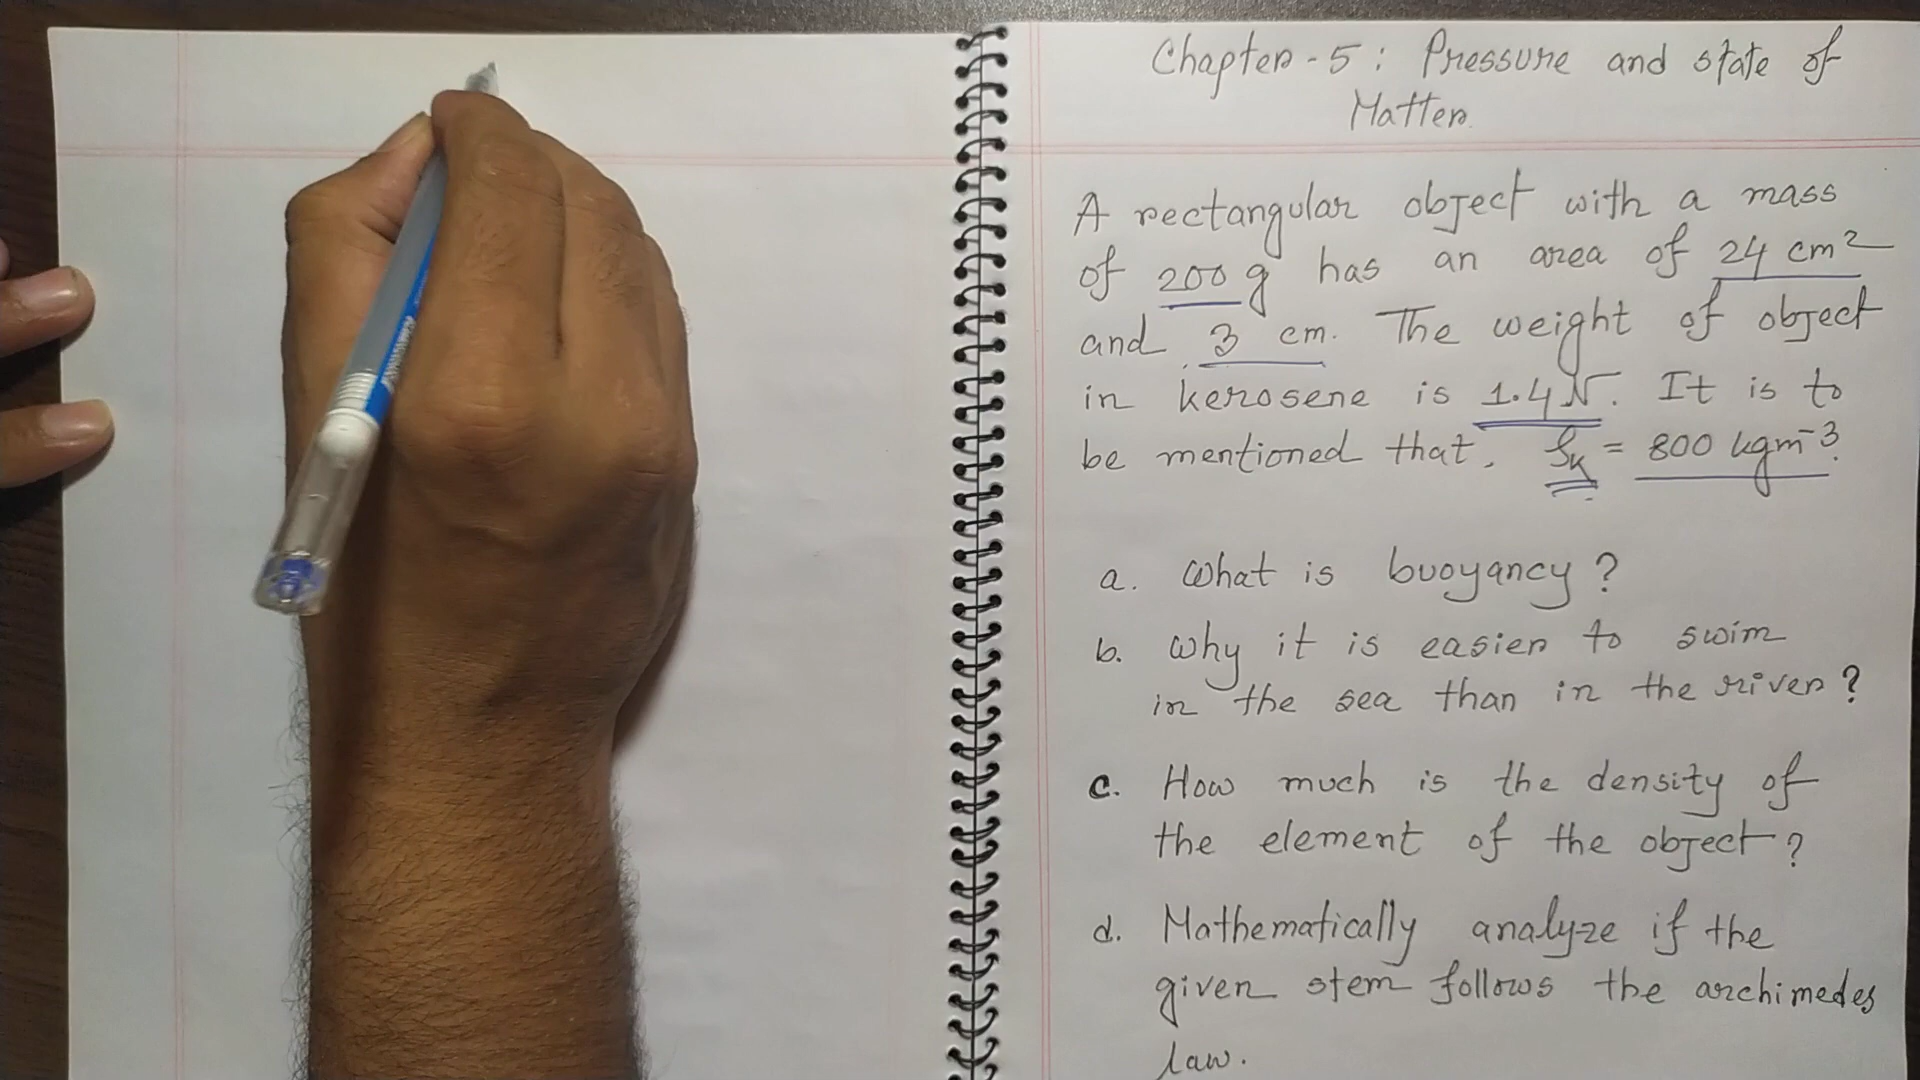 Chapter - 5 : Pressure and state of
Matter.
A rectangular object with a mass
of 200 g has an area of 24 cm²
and 3 cm. The weight of object
in kerosene is 1.4 N. It is to
be mentioned that, ρk = 800 kgm⁻³.
a. What is buoyancy ?
b. Why it is easier to swim
in the sea than in the river ?
c. How much is the density of
the element of the object ?
d. Mathematically analyze if the
given stem follows the archimedes
law.